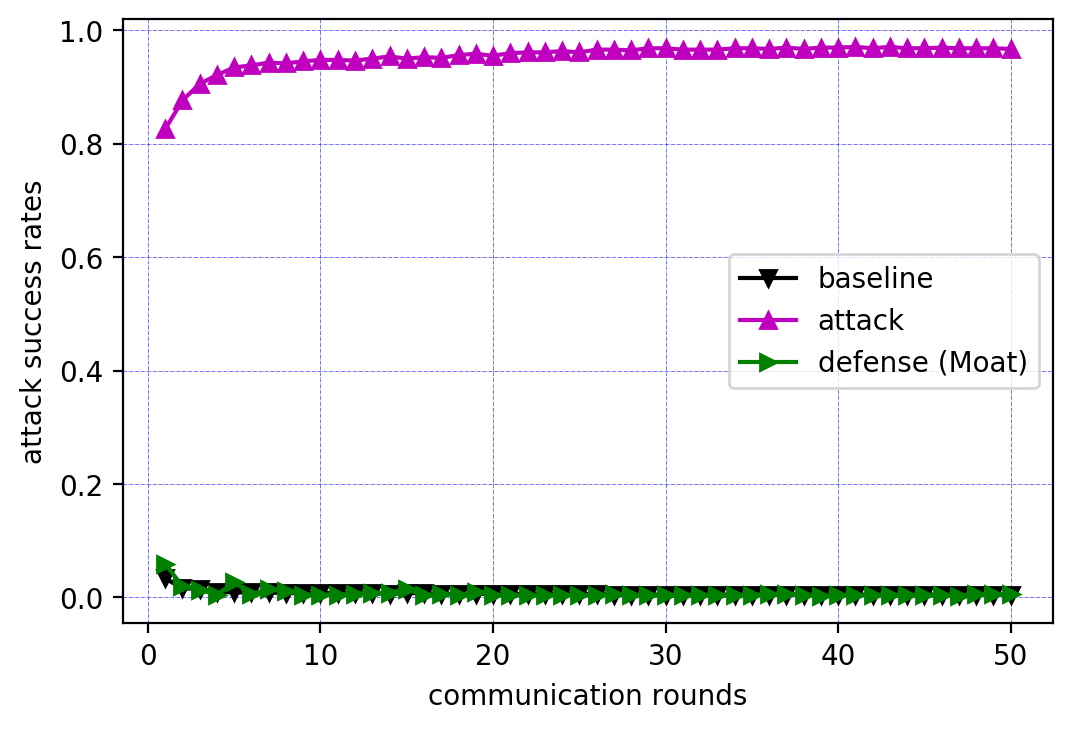 1.0
0.8
0.6
0.4
0.2
0.0
attack success rates
baseline
attack
defense (Moat)
0 10 20 30 40 50
communication rounds